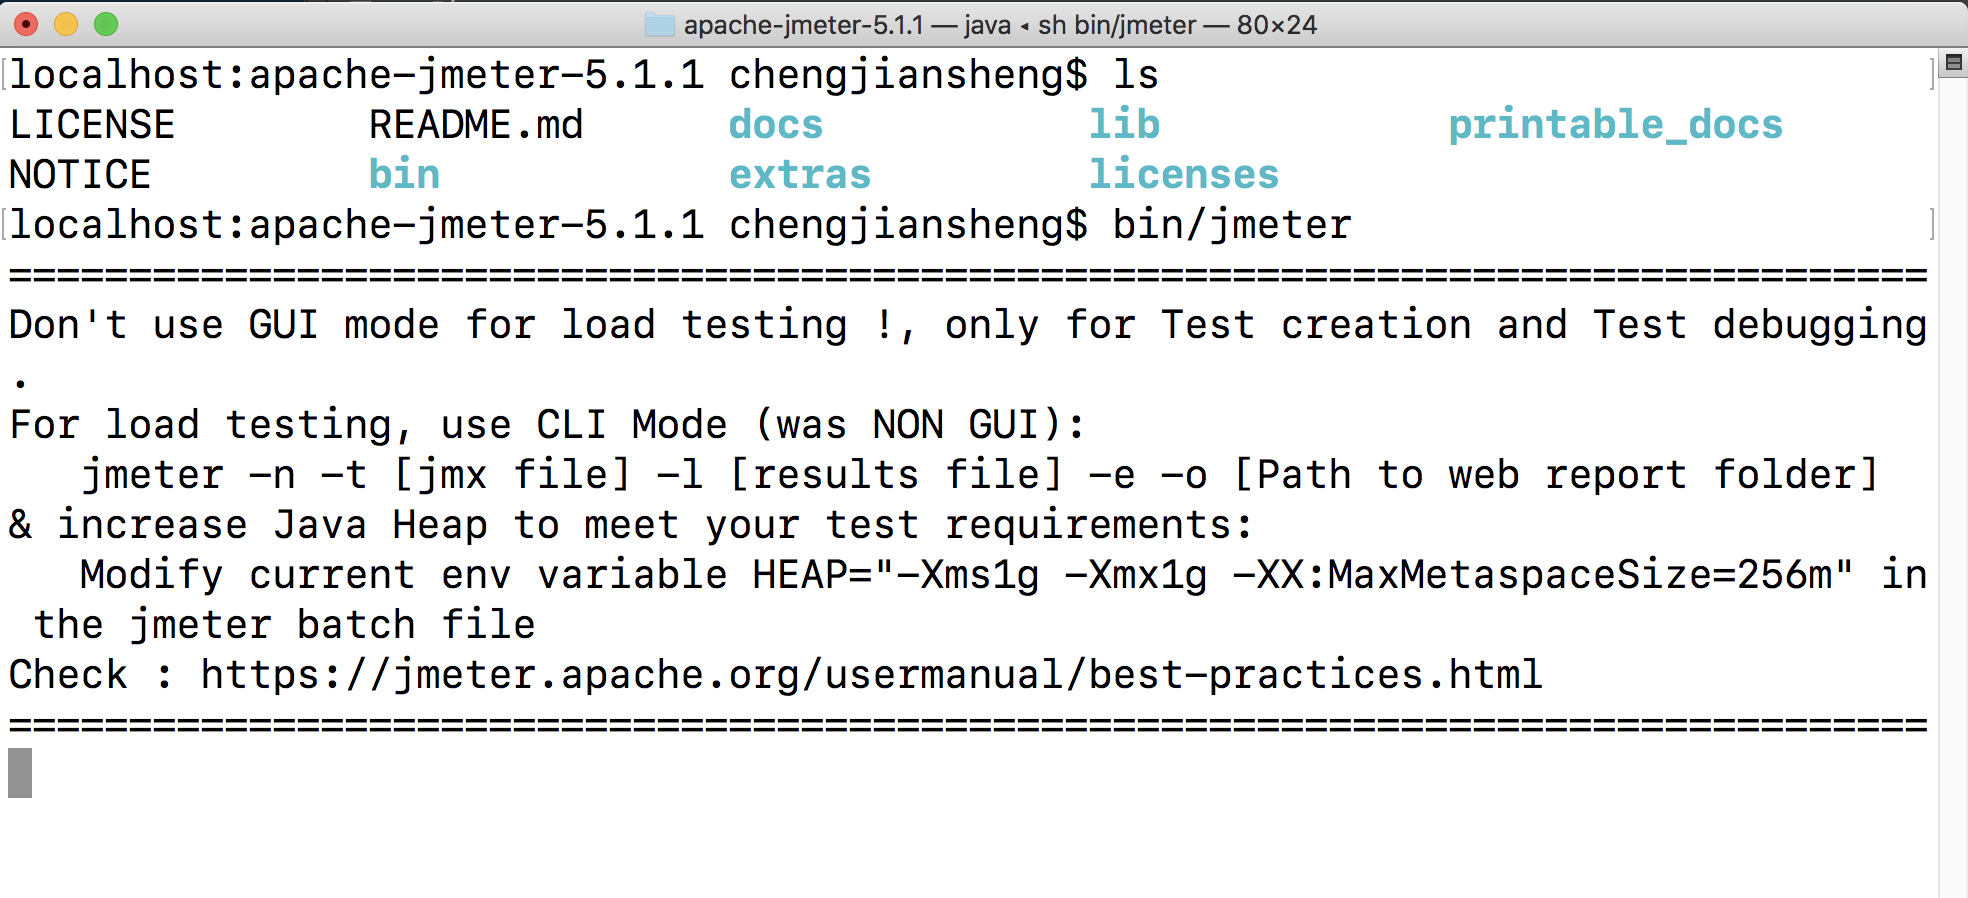 apache-jmeter-5.1.1 — java ◂ sh bin/jmeter — 80×24
localhost:apache-jmeter-5.1.1 chengjiansheng$ ls
LICENSE README.md docs lib printable_docs
NOTICE bin extras licenses
localhost:apache-jmeter-5.1.1 chengjiansheng$ bin/jmeter
================================================================================
Don't use GUI mode for load testing !, only for Test creation and Test debugging
.
For load testing, use CLI Mode (was NON GUI):
   jmeter -n -t [jmx file] -l [results file] -e -o [Path to web report folder]
& increase Java Heap to meet your test requirements:
   Modify current env variable HEAP="-Xms1g -Xmx1g -XX:MaxMetaspaceSize=256m" in
 the jmeter batch file
Check : https://jmeter.apache.org/usermanual/best-practices.html
================================================================================